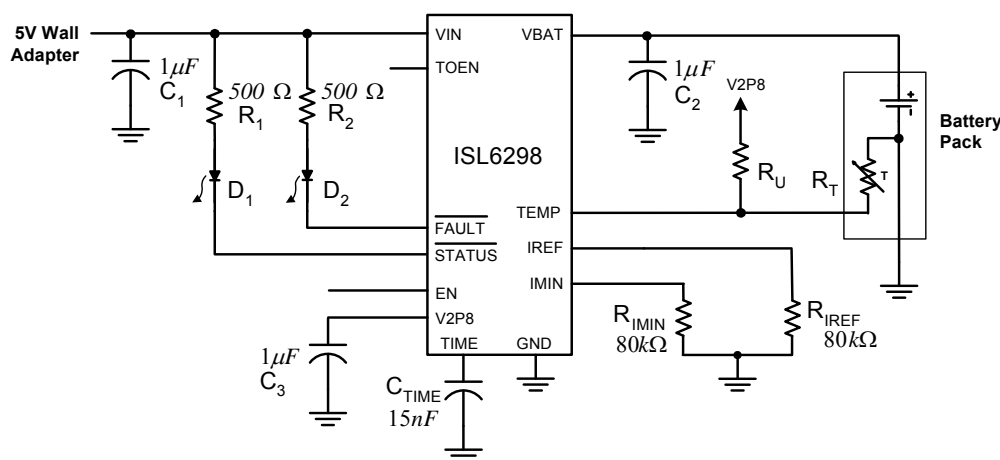 5V Wall
Adapter
1μF
C1
500 Ω
R1
500 Ω
R2
D1
D2
VIN
TOEN
ISL6298
FAULT
STATUS
EN
V2P8
TIME
GND
VBAT
TEMP
IREF
IMIN
1μF
C2
V2P8
RU
RT
T
+
Battery
Pack
RIMIN
80kΩ
RIREF
80kΩ
1μF
C3
CTIME
15nF